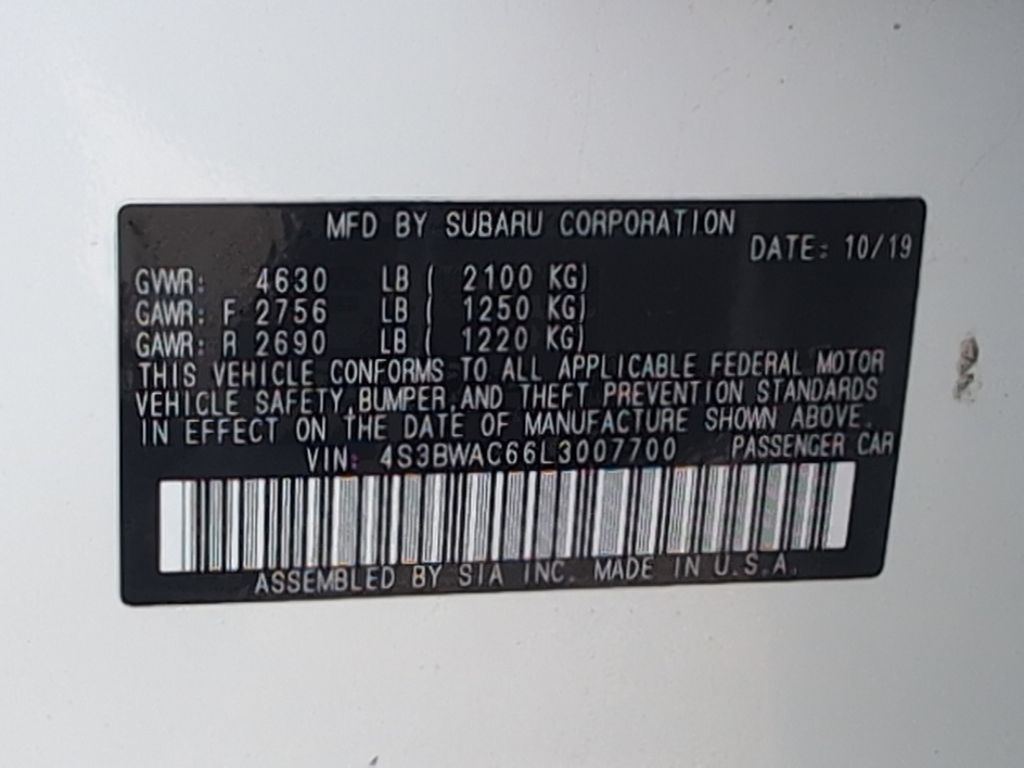 MFD BY SUBARU CORPORATION
DATE: 10/19
GVWR: 4630 LB ( 2100 KG)
GAWR: F 2756 LB ( 1250 KG)
GAWR: R 2690 LB ( 1220 KG)
THIS VEHICLE CONFORMS TO ALL APPLICABLE FEDERAL MOTOR
VEHICLE SAFETY, BUMPER, AND THEFT PREVENTION STANDARDS
IN EFFECT ON THE DATE OF MANUFACTURE SHOWN ABOVE.
VIN: 4S3BWAC66L3007700 PASSENGER CAR
ASSEMBLED BY SIA INC. MADE IN U.S.A.